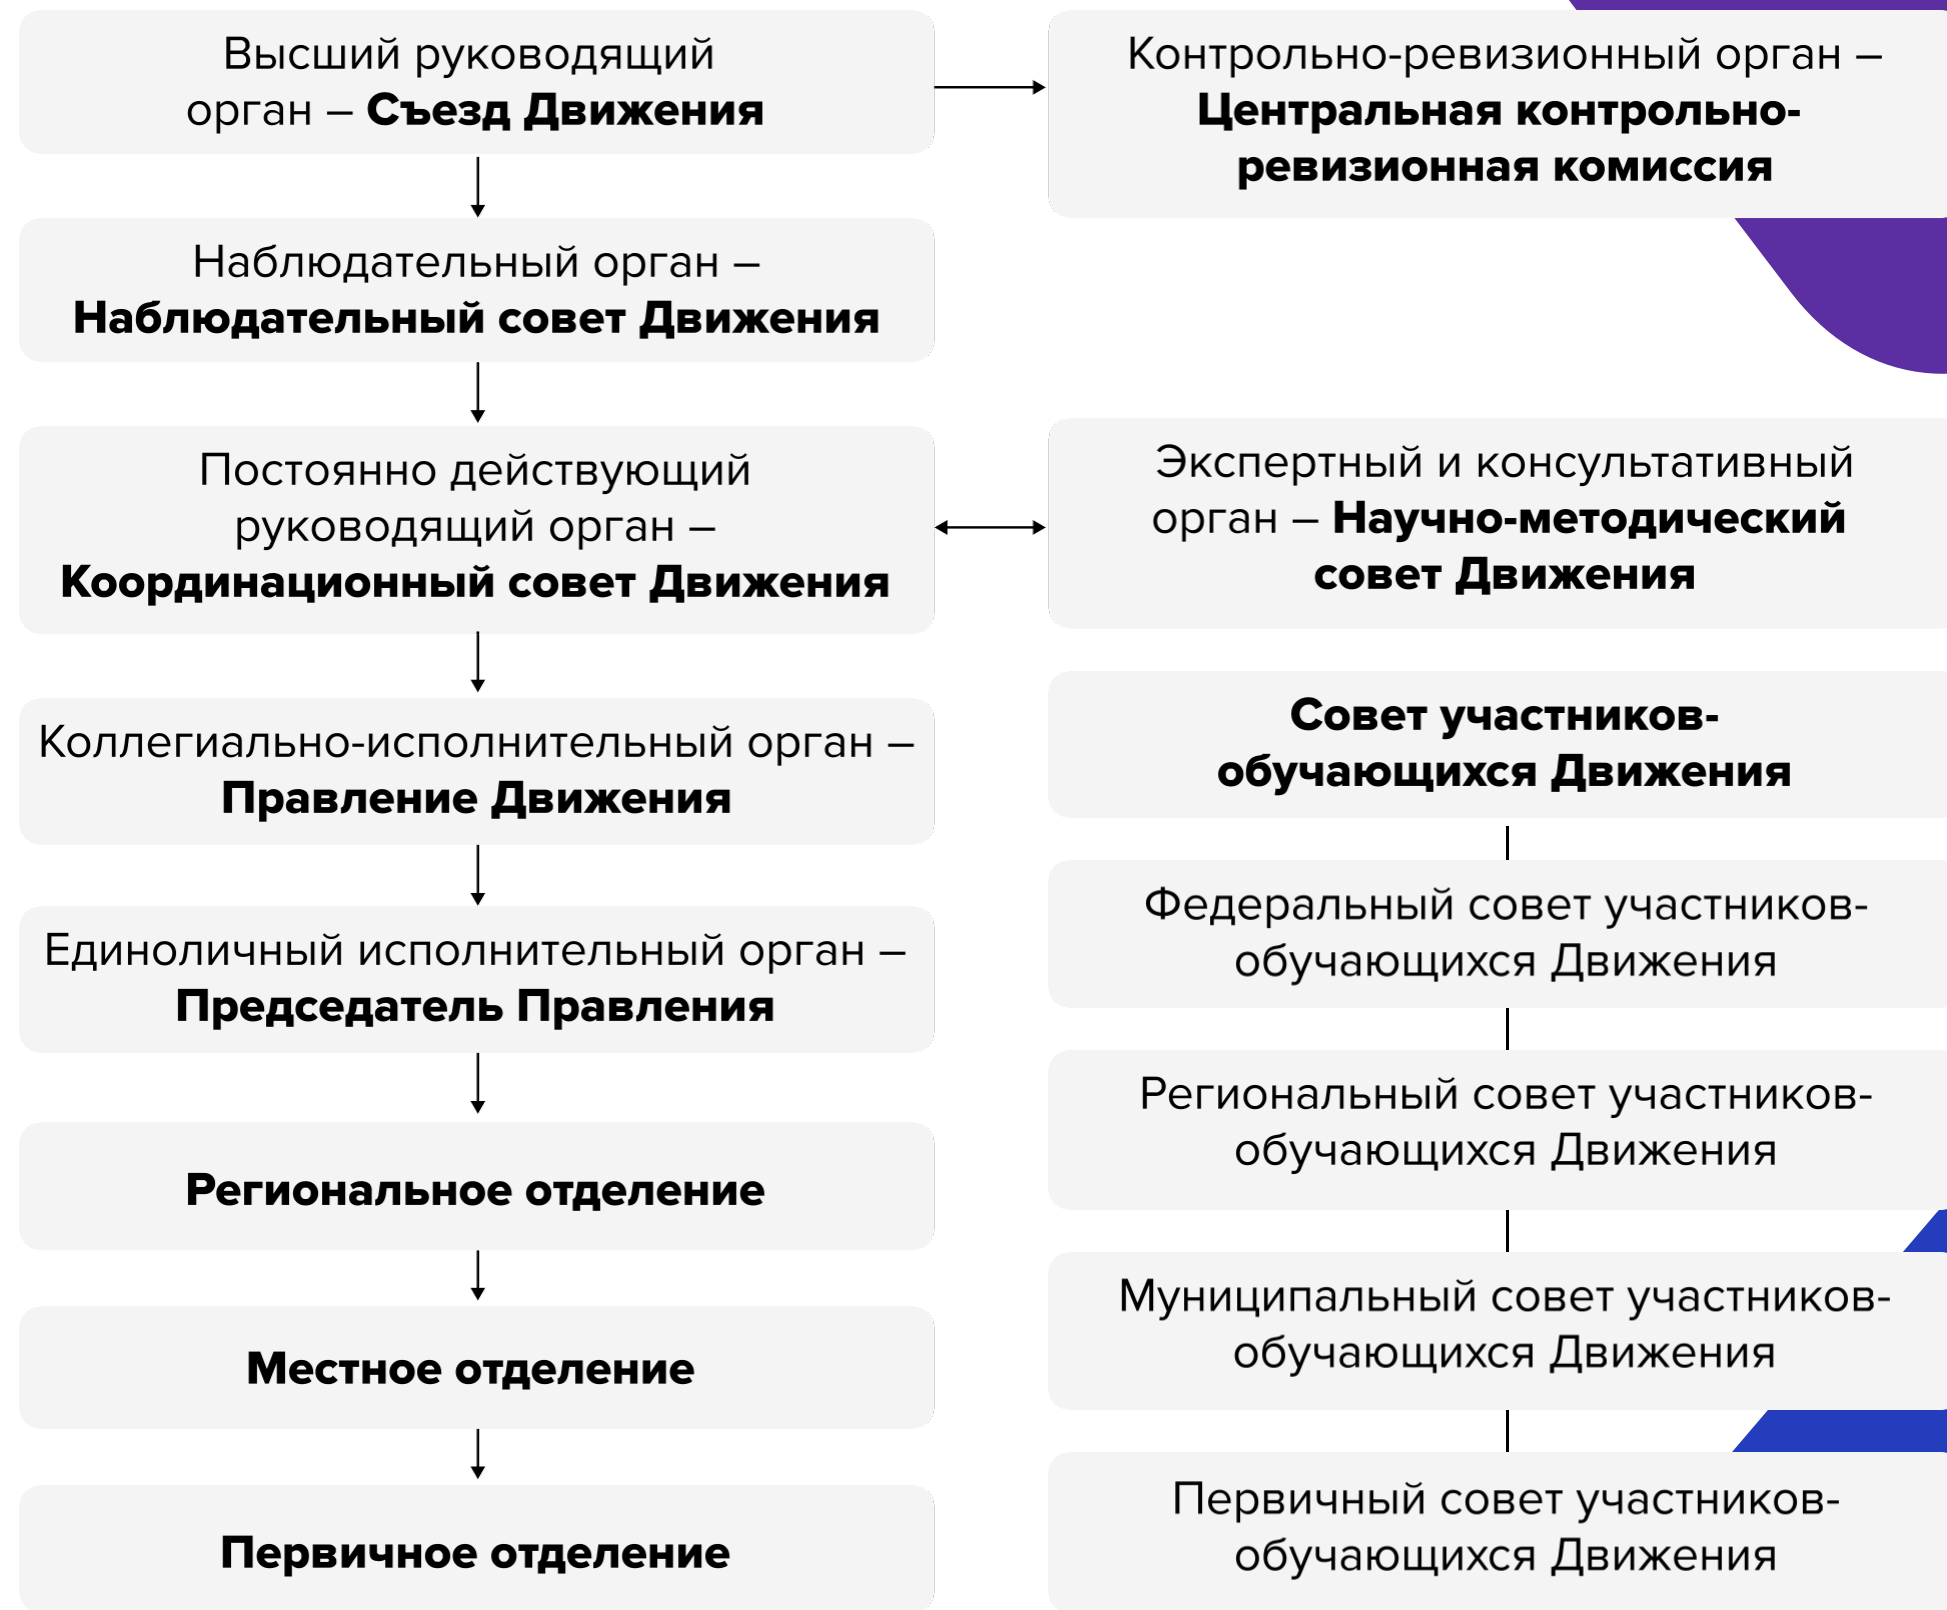 Высший руководящий
орган – Съезд Движения
Контрольно-ревизионный орган –
Центральная контрольно-
ревизионная комиссия
Наблюдательный орган –
Наблюдательный совет Движения
Постоянно действующий
руководящий орган –
Координационный совет Движения
Экспертный и консультативный
орган – Научно-методический
совет Движения
Коллегиально-исполнительный орган –
Правление Движения
Единоличный исполнительный орган –
Председатель Правления
Региональное отделение
Местное отделение
Первичное отделение
Совет участников-
обучающихся Движения
Федеральный совет участников-
обучающихся Движения
Региональный совет участников-
обучающихся Движения
Муниципальный совет участников-
обучающихся Движения
Первичный совет участников-
обучающихся Движения